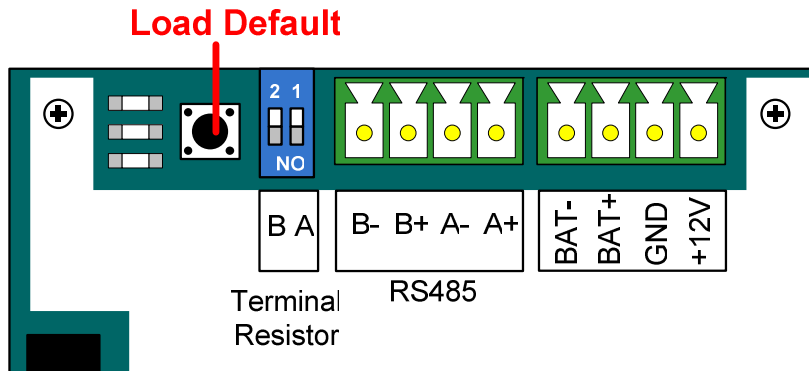 Load Default
2 1
NO
B A
B- B+ A- A+
BAT-
BAT+
GND
+12V
Terminal
Resistor
RS485